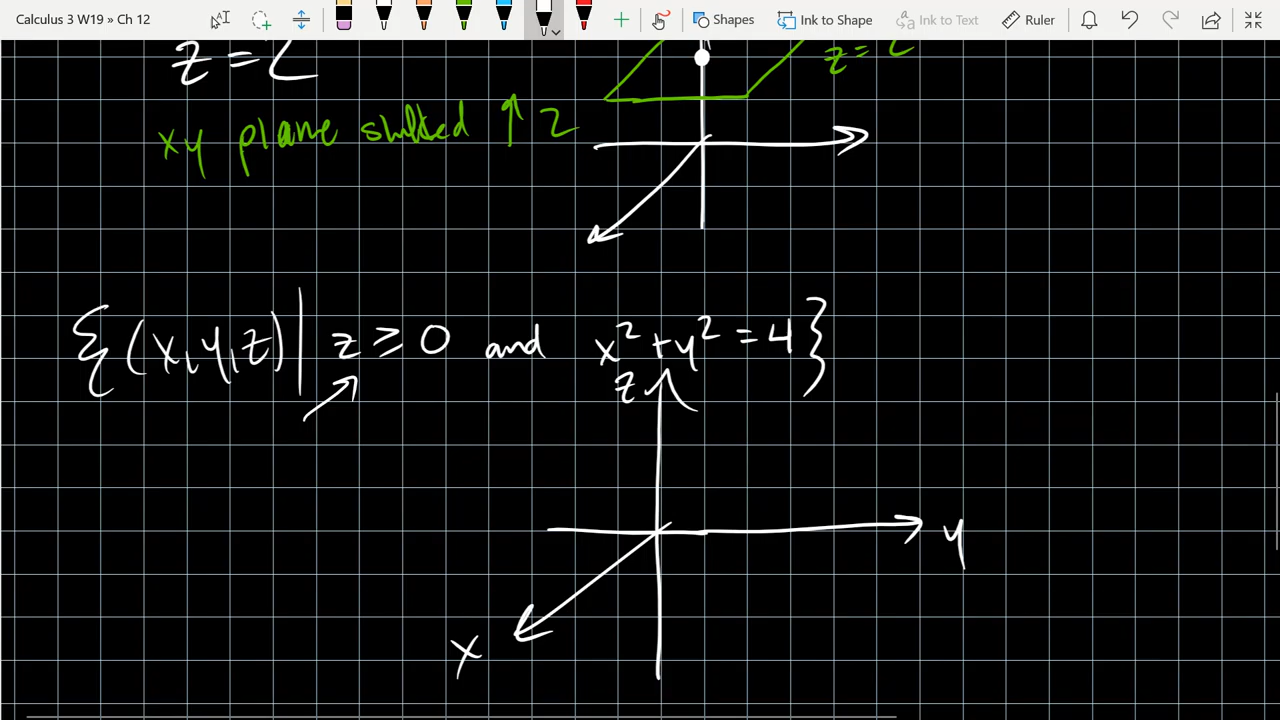 Calculus 3 W19 » Ch 12
Shapes
Ink to Shape
Ink to Text
Ruler
z = 2
z = 2
xy plane shifted ↑ 2
{(x,y,z) | z ≥ 0 and x² + y² = 4}
z
y
x